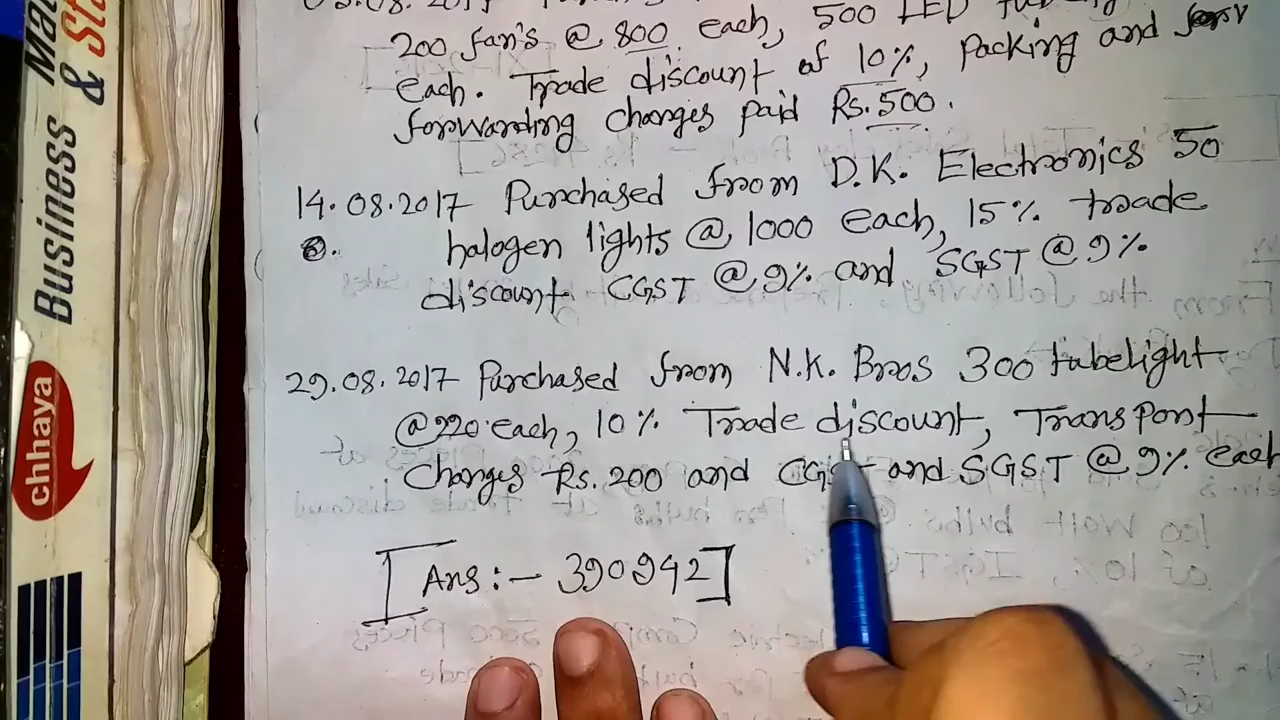 200 fan's @ 800 each, 500 LED
each. Trade discount of 10%, Packing and
forwarding charges paid Rs. 500.
14.08.2017 Purchased from D.K. Electronics 50
halogen lights @ 1000 each, 15% trade
discount CGST @ 9% and SGST @ 9%
29.08.2017 Purchased from N.K. Bros 300 tubelight
@ 220 each, 10% Trade discount, Transport
Charges Rs. 200 and CGST and SGST @ 9% each
[Ans :- 390942]
Business
&
chhaya